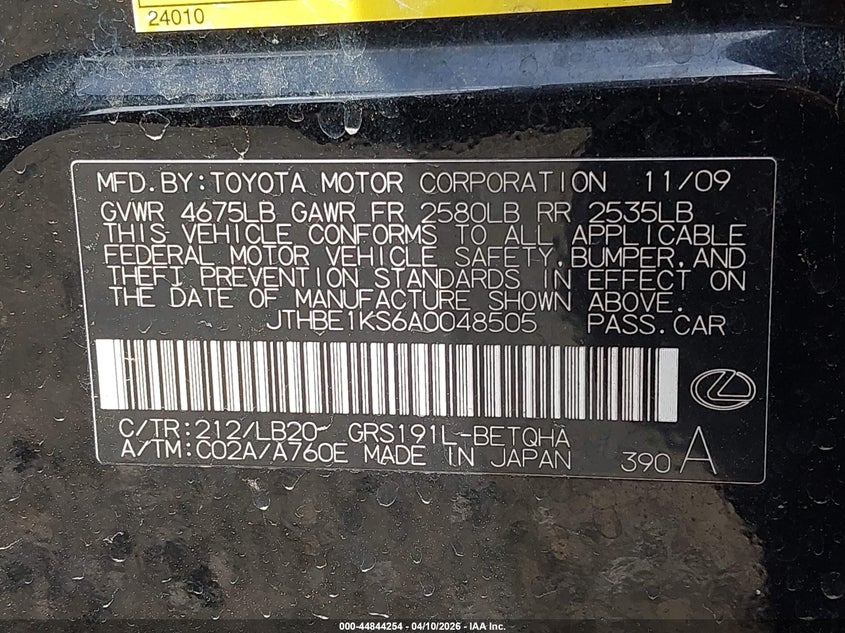 24010
MFD.BY:TOYOTA MOTOR CORPORATION 11/09
GVWR 4675LB GAWR FR 2580LB RR 2535LB
THIS VEHICLE CONFORMS TO ALL APPLICABLE
FEDERAL MOTOR VEHICLE SAFETY,BUMPER,AND
THEFT PREVENTION STANDARDS IN EFFECT ON
THE DATE OF MANUFACTURE SHOWN ABOVE.
JTHBE1KS6A0048505 PASS.CAR
C/TR:212/LB20 GRS191L-BETQHA
A/TM:C02A/A760E MADE IN JAPAN 390 A
000-44844254 - 04/10/2026 - IAA Inc.